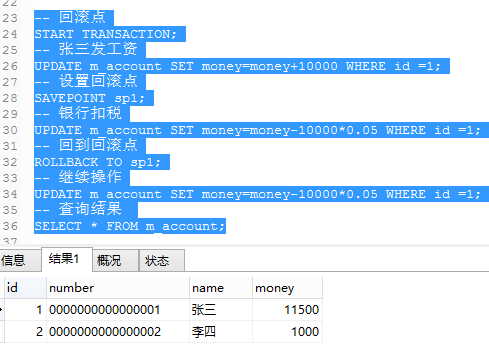 22
23 -- 回滚点
24 START TRANSACTION;
25 -- 张三发工资
26 UPDATE m_account SET money=money+10000 WHERE id =1;
27 -- 设置回滚点
28 SAVEPOINT sp1;
29 -- 银行扣税
30 UPDATE m_account SET money=money-10000*0.05 WHERE id =1;
31 -- 回到回滚点
32 ROLLBACK TO sp1;
33 -- 继续操作
34 UPDATE m_account SET money=money-10000*0.05 WHERE id =1;
35 -- 查询结果
36 SELECT * FROM m_account;
37
信息 结果1 概况 状态
id number name money
1 0000000000000001 张三 11500
2 0000000000000002 李四 1000